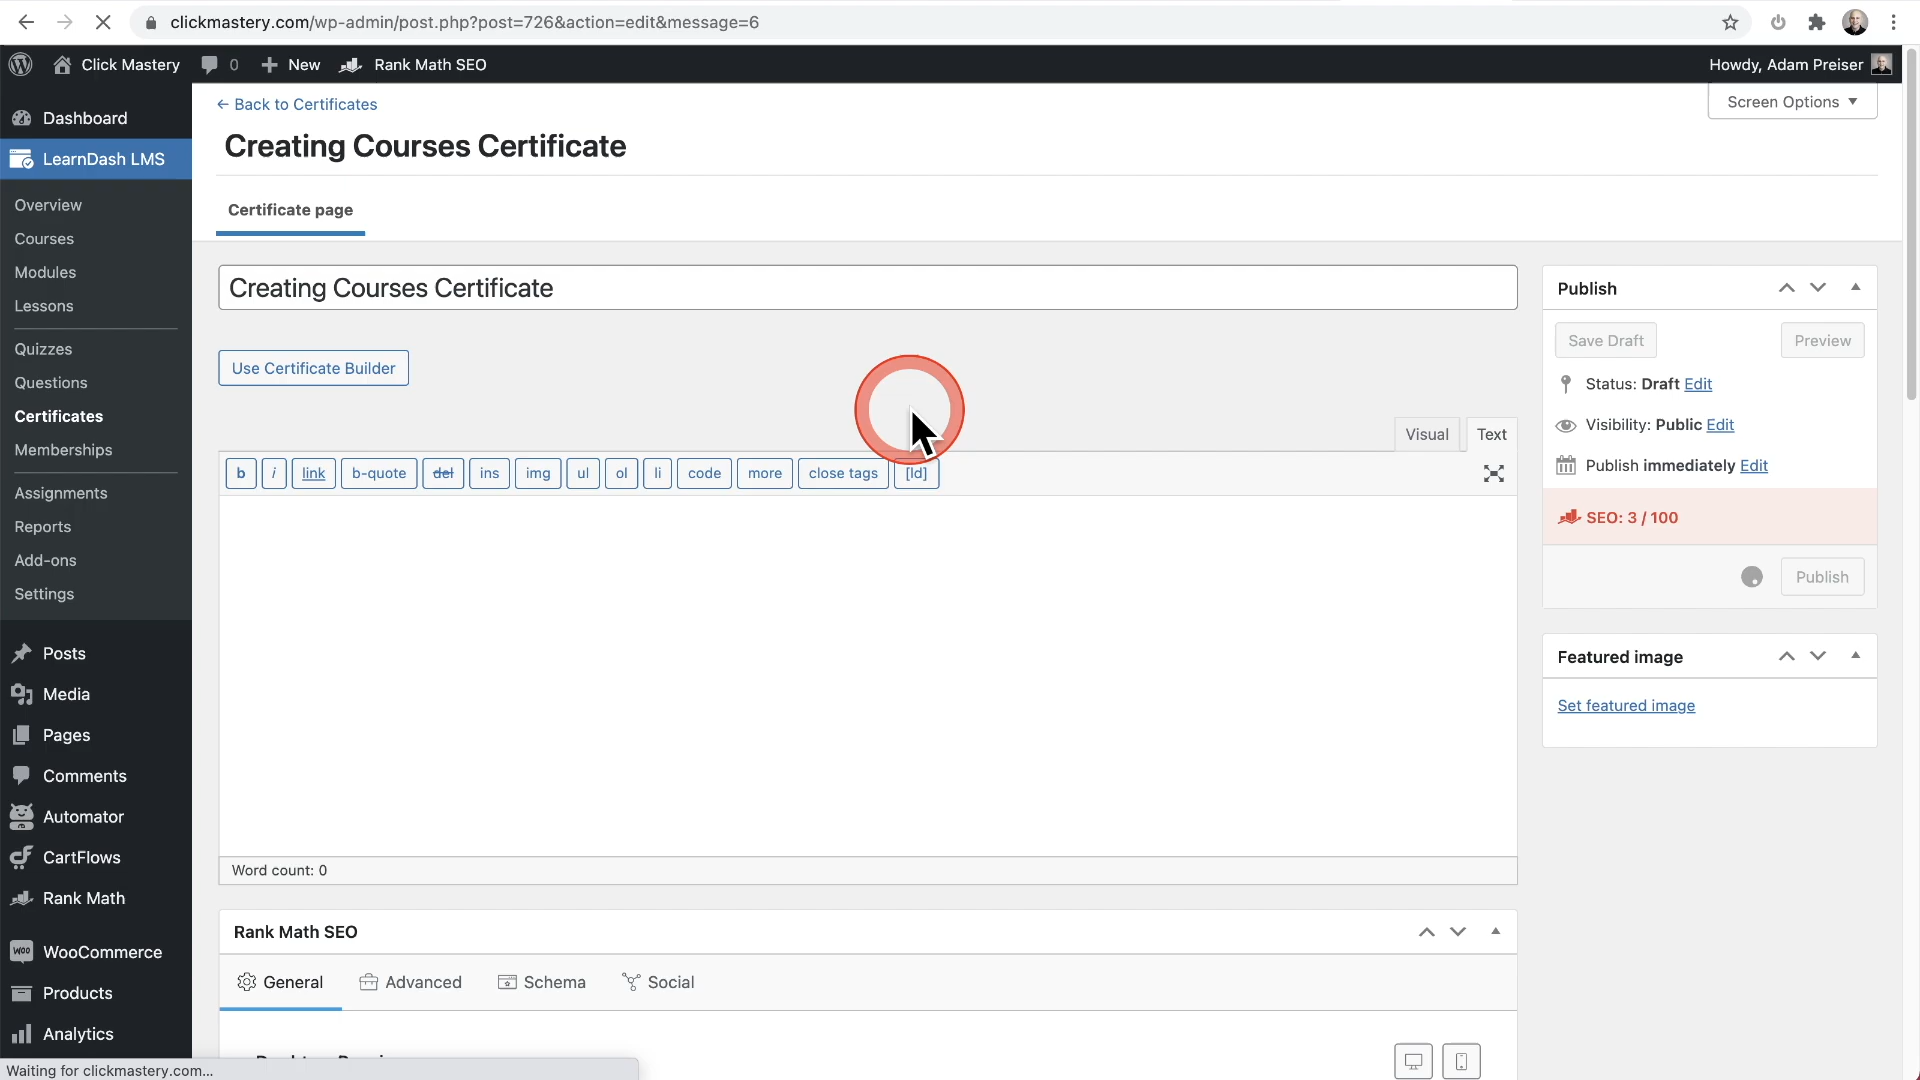 clickmastery.com/wp-admin/post.php?post=726&action=edit&message=6
Click Mastery 0 New Rank Math SEO Howdy, Adam Preiser
Dashboard
LearnDash LMS
Overview
Courses
Modules
Lessons
Quizzes
Questions
Certificates
Memberships
Assignments
Reports
Add-ons
Settings
Posts
Media
Pages
Comments
Automator
CartFlows
Rank Math
WOO WooCommerce
Products
Analytics
← Back to Certificates
Screen Options
Creating Courses Certificate
Certificate page
Creating Courses Certificate
Use Certificate Builder
Visual Text
b i link b-quote del ins img ul ol li code more close tags [ld]
Word count: 0
Rank Math SEO
General Advanced Schema Social
Publish
Save Draft Preview
Status: Draft Edit
Visibility: Public Edit
Publish immediately Edit
SEO: 3 / 100
Publish
Featured image
Set featured image
Waiting for clickmastery.com...